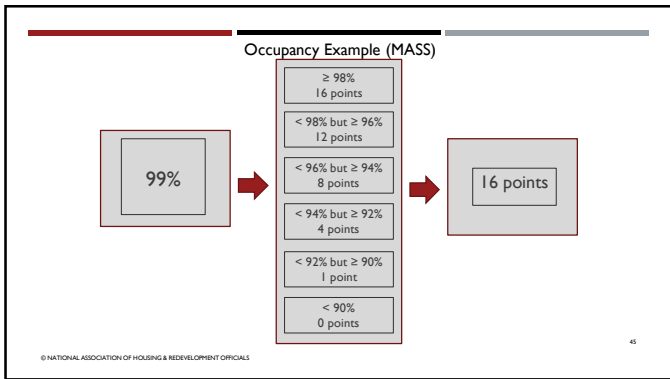 Occupancy Example (MASS)
99%
≥ 98%
16 points
< 98% but ≥ 96%
12 points
< 96% but ≥ 94%
8 points
< 94% but ≥ 92%
4 points
< 92% but ≥ 90%
1 point
< 90%
0 points
16 points
45
© NATIONAL ASSOCIATION OF HOUSING & REDEVELOPMENT OFFICIALS